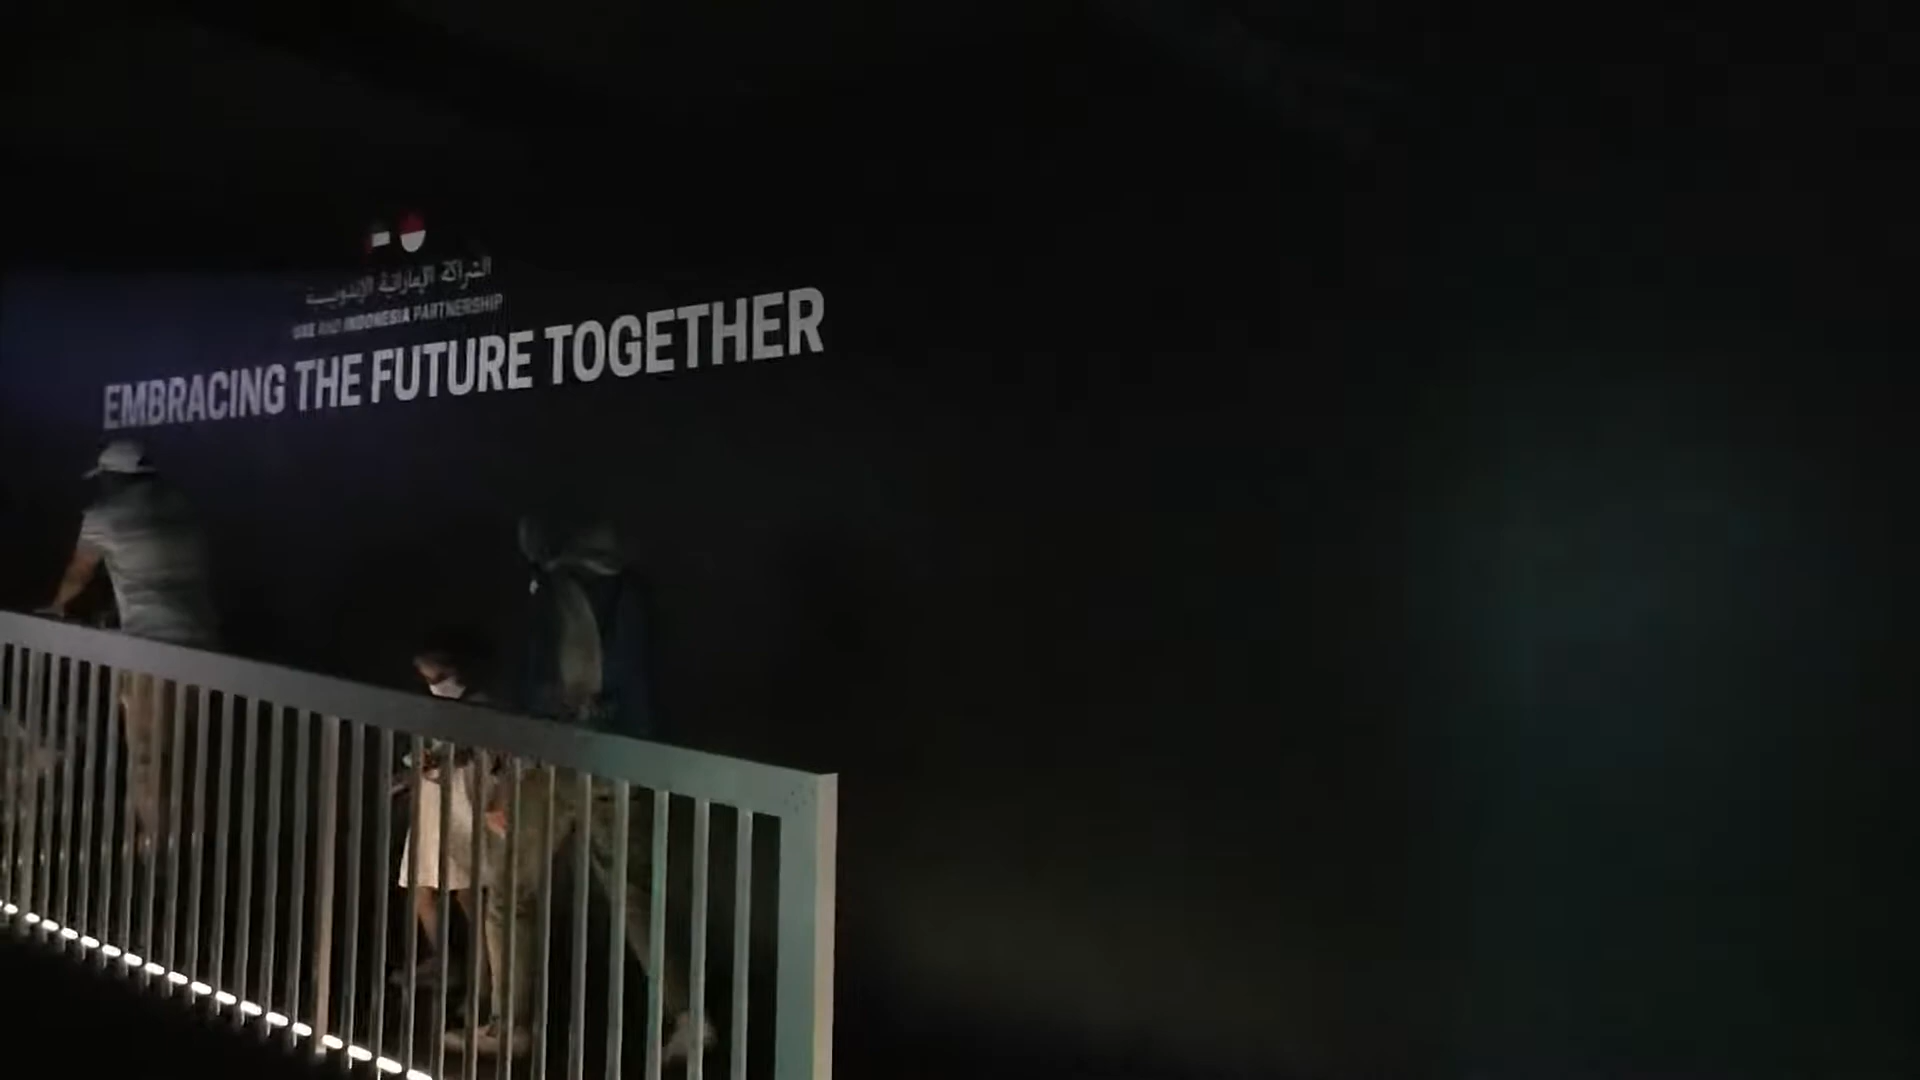 الشراكة الإماراتية الإندونيسية
UAE AND INDONESIA PARTNERSHIP
EMBRACING THE FUTURE TOGETHER